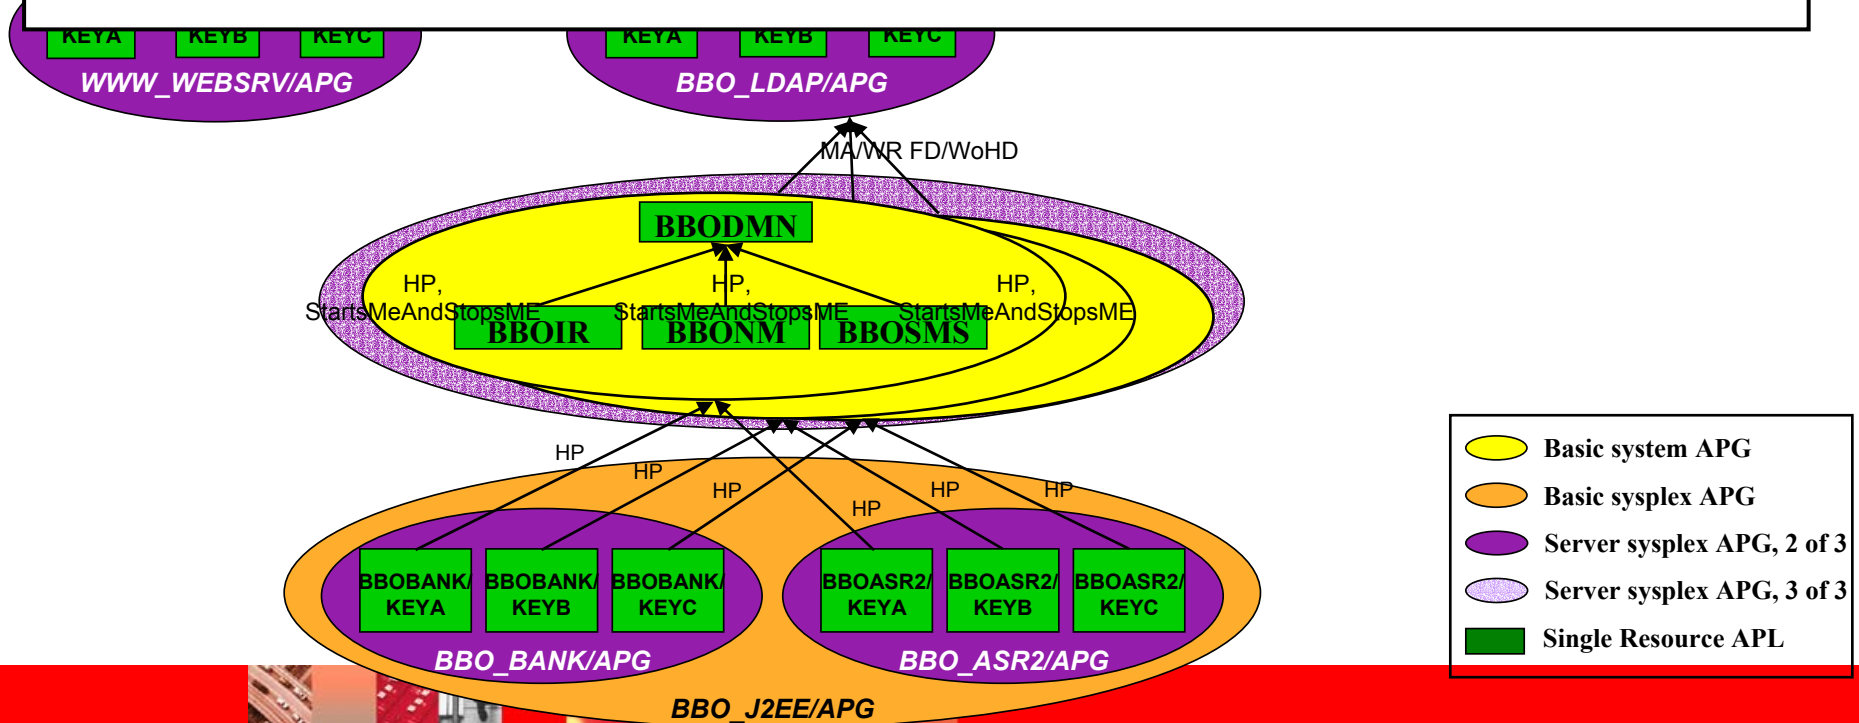 KEYA KEYB KEYC KEYA KEYB KEYC
WWW_WEBSRV/APG BBO_LDAP/APG
MA/WR FD/WoHD
BBODMN
HP, HP, HP,
StartsMeAndStopsME StartsMeAndStopsME StartsMeAndStopsME
BBOIR BBONM BBOSMS
HP HP HP HP HP HP
BBOBANK/ BBOBANK/ BBOBANK/ BBOASR2/ BBOASR2/ BBOASR2/
KEYA KEYB KEYC KEYA KEYB KEYC
BBO_BANK/APG BBO_ASR2/APG
BBO_J2EE/APG
Basic system APG
Basic sysplex APG
Server sysplex APG, 2 of 3
Server sysplex APG, 3 of 3
Single Resource APL